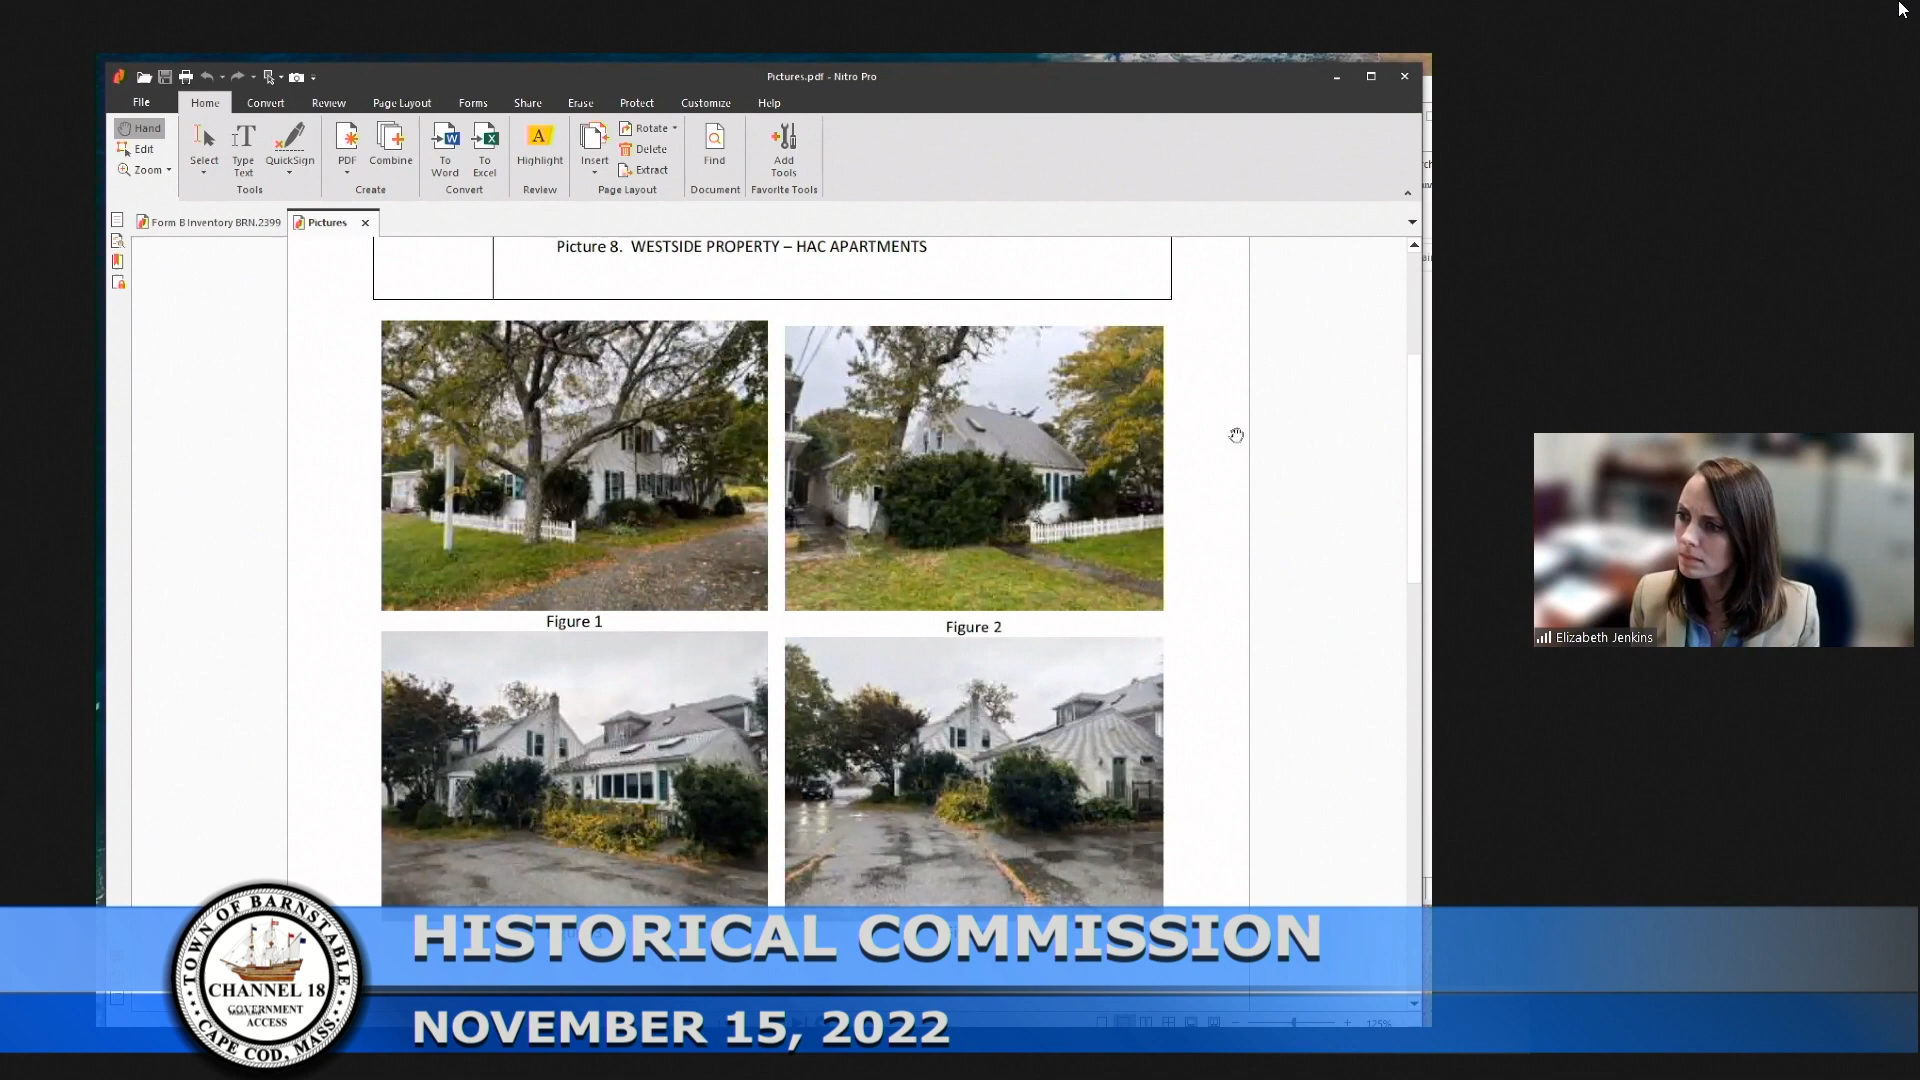 Pictures.pdf - Nitro Pro
File Home Convert Review Page Layout Forms Share Erase Protect Customize Help
Hand
Edit
Zoom
Select
Type Text
QuickSign
Tools
PDF
Combine
Create
To Word
To Excel
Convert
Highlight
Review
Insert
Rotate
Delete
Extract
Page Layout
Find
Document
Add Tools
Favorite Tools
Form B Inventory BRN.2399
Pictures
Picture 8. WESTSIDE PROPERTY – HAC APARTMENTS
Figure 1
Figure 2
Elizabeth Jenkins
TOWN OF BARNSTABLE
CHANNEL 18
GOVERNMENT
ACCESS
CAPE COD, MASS.
HISTORICAL COMMISSION
NOVEMBER 15, 2022
125%